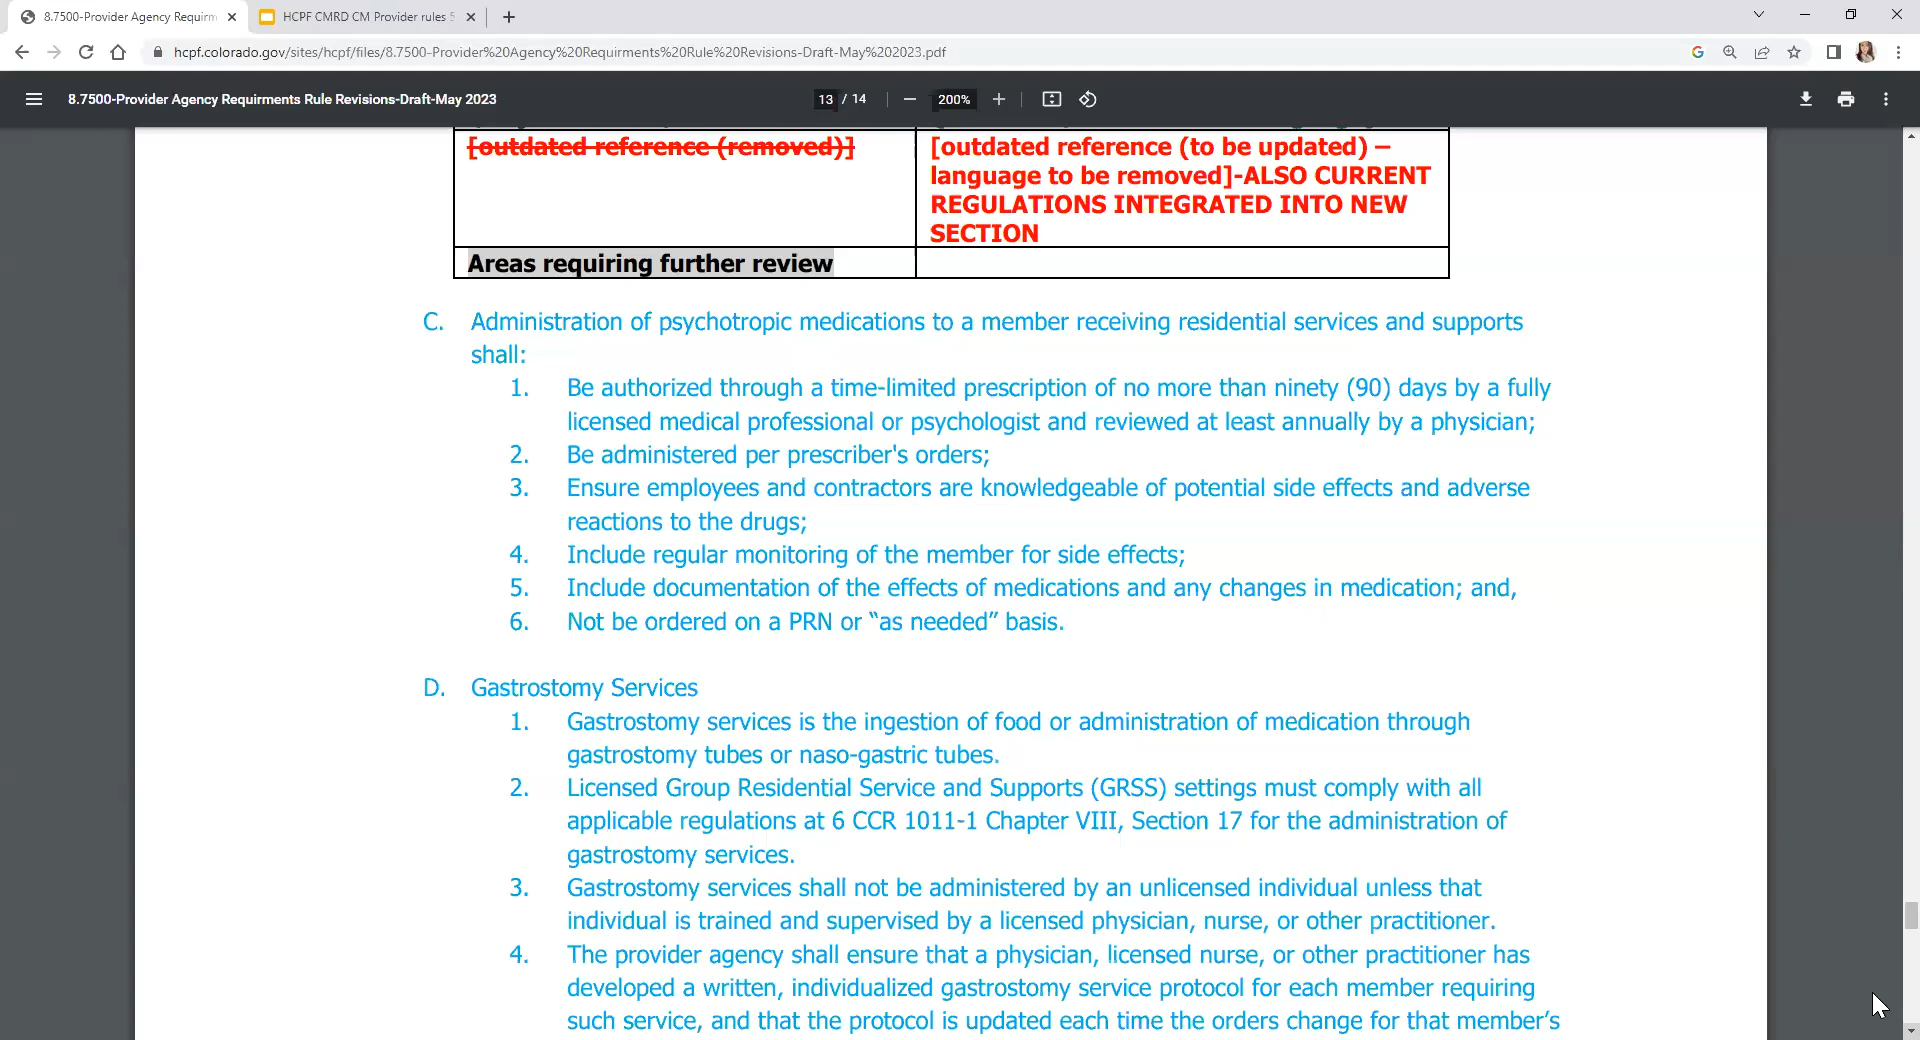 8.7500-Provider Agency Requirm
HCPF CMRD CM Provider rules 5
hcpf.colorado.gov/sites/hcpf/files/8.7500-Provider%20Agency%20Requirments%20Rule%20Revisions-Draft-May%202023.pdf
8.7500-Provider Agency Requirments Rule Revisions-Draft-May 2023
13 / 14
200%
[outdated reference (removed)]
[outdated reference (to be updated) –
language to be removed]-ALSO CURRENT
REGULATIONS INTEGRATED INTO NEW
SECTION
Areas requiring further review
C. Administration of psychotropic medications to a member receiving residential services and supports
shall:
1. Be authorized through a time-limited prescription of no more than ninety (90) days by a fully
licensed medical professional or psychologist and reviewed at least annually by a physician;
2. Be administered per prescriber's orders;
3. Ensure employees and contractors are knowledgeable of potential side effects and adverse
reactions to the drugs;
4. Include regular monitoring of the member for side effects;
5. Include documentation of the effects of medications and any changes in medication; and,
6. Not be ordered on a PRN or “as needed” basis.
D. Gastrostomy Services
1. Gastrostomy services is the ingestion of food or administration of medication through
gastrostomy tubes or naso-gastric tubes.
2. Licensed Group Residential Service and Supports (GRSS) settings must comply with all
applicable regulations at 6 CCR 1011-1 Chapter VIII, Section 17 for the administration of
gastrostomy services.
3. Gastrostomy services shall not be administered by an unlicensed individual unless that
individual is trained and supervised by a licensed physician, nurse, or other practitioner.
4. The provider agency shall ensure that a physician, licensed nurse, or other practitioner has
developed a written, individualized gastrostomy service protocol for each member requiring
such service, and that the protocol is updated each time the orders change for that member’s